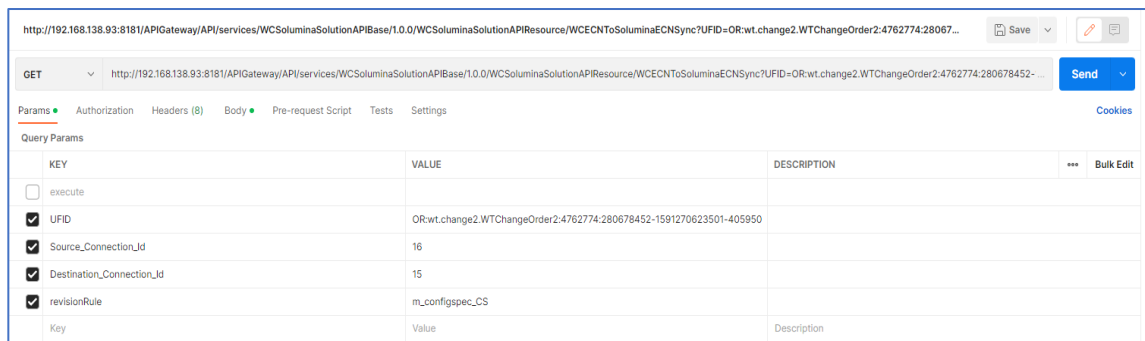 http://192.168.138.93:8181/APIGateway/API/services/WCSoluminaSolutionAPIBase/1.0.0/WCSoluminaSolutionAPIResource/WCECNToSoluminaECNSync?UFID=OR:wt.change2.WTChangeOrder2:4762774:28067... Save
GET http://192.168.138.93:8181/APIGateway/API/services/WCSoluminaSolutionAPIBase/1.0.0/WCSoluminaSolutionAPIResource/WCECNToSoluminaECNSync?UFID=OR:wt.change2.WTChangeOrder2:4762774:280678452- ... Send
Params Authorization Headers (8) Body Pre-request Script Tests Settings Cookies
Query Params
KEY VALUE DESCRIPTION ooo Bulk Edit
execute
UFID OR:wt.change2.WTChangeOrder2:4762774:280678452-1591270623501-405950
Source_Connection_Id 16
Destination_Connection_Id 15
revisionRule m_configspec_CS
Key Value Description